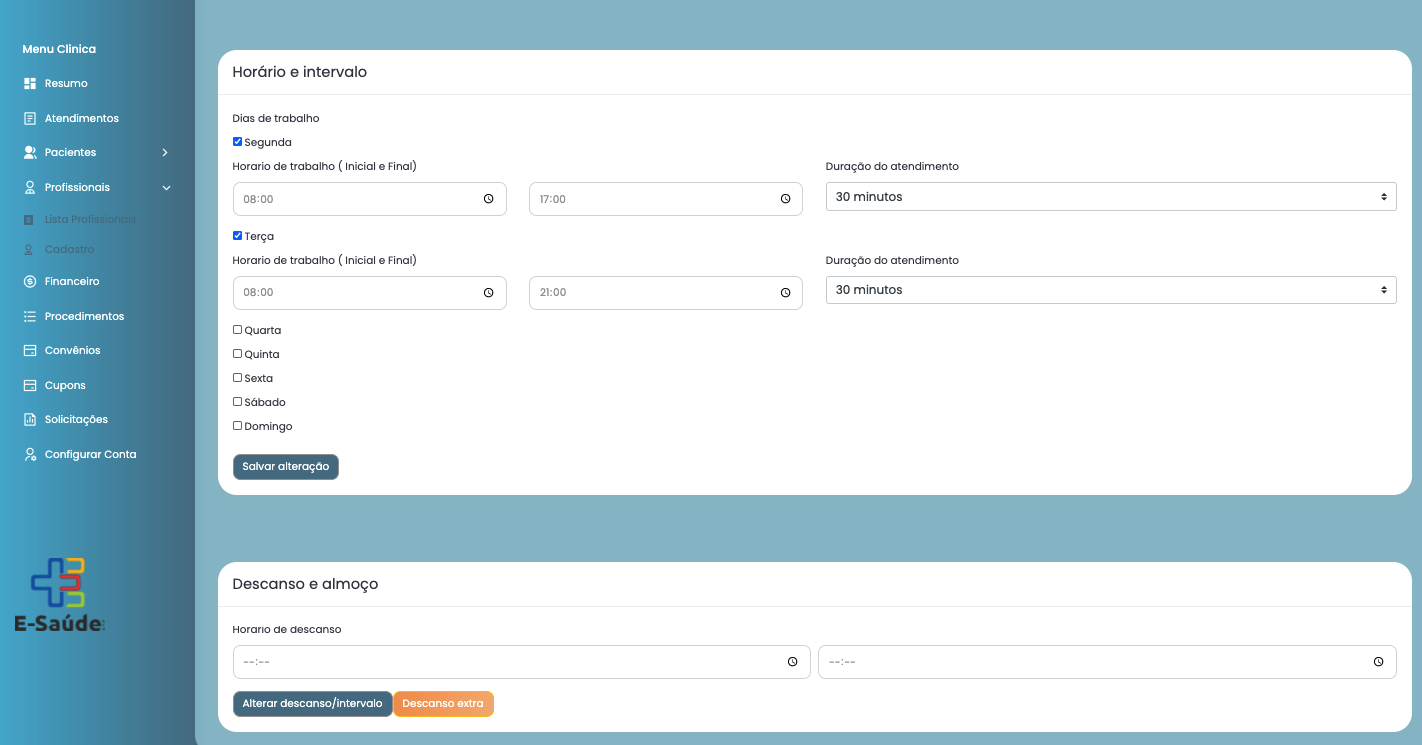 Menu Clinica
Resumo
Atendimentos
Pacientes
Profissionais
Lista Profissionais
Cadastro
Financeiro
Procedimentos
Convênios
Cupons
Solicitações
Configurar Conta
E-Saúde
Horário e intervalo
Dias de trabalho
Segunda
Horario de trabalho ( Inicial e Final) Duração do atendimento
08:00 17:00 30 minutos
Terça
Horario de trabalho ( Inicial e Final) Duração do atendimento
08:00 21:00 30 minutos
Quarta
Quinta
Sexta
Sábado
Domingo
Salvar alteração
Descanso e almoço
Horario de descanso
--:-- --:--
Alterar descanso/intervalo Descanso extra